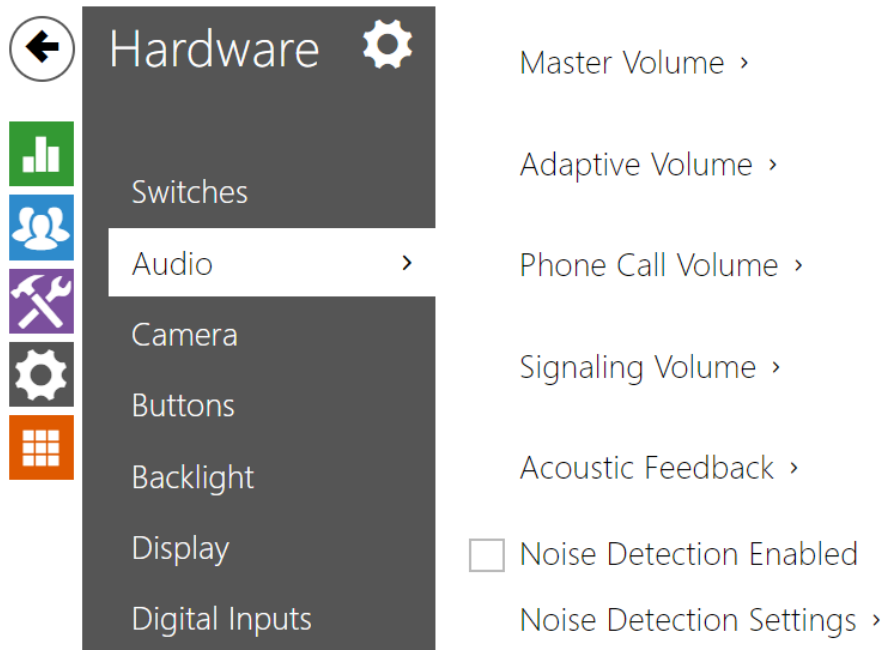 Hardware
Switches
Audio
Camera
Buttons
Backlight
Display
Digital Inputs
Master Volume
Adaptive Volume
Phone Call Volume
Signaling Volume
Acoustic Feedback
Noise Detection Enabled
Noise Detection Settings